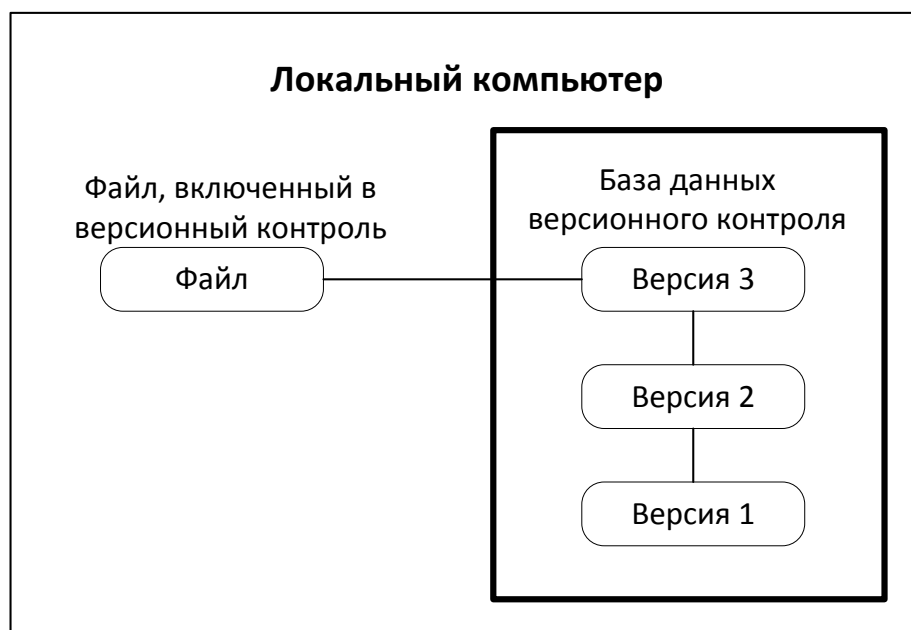 Локальный компьютер
Файл, включенный в
версионный контроль
Файл
База данных
версионного контроля
Версия 3
Версия 2
Версия 1